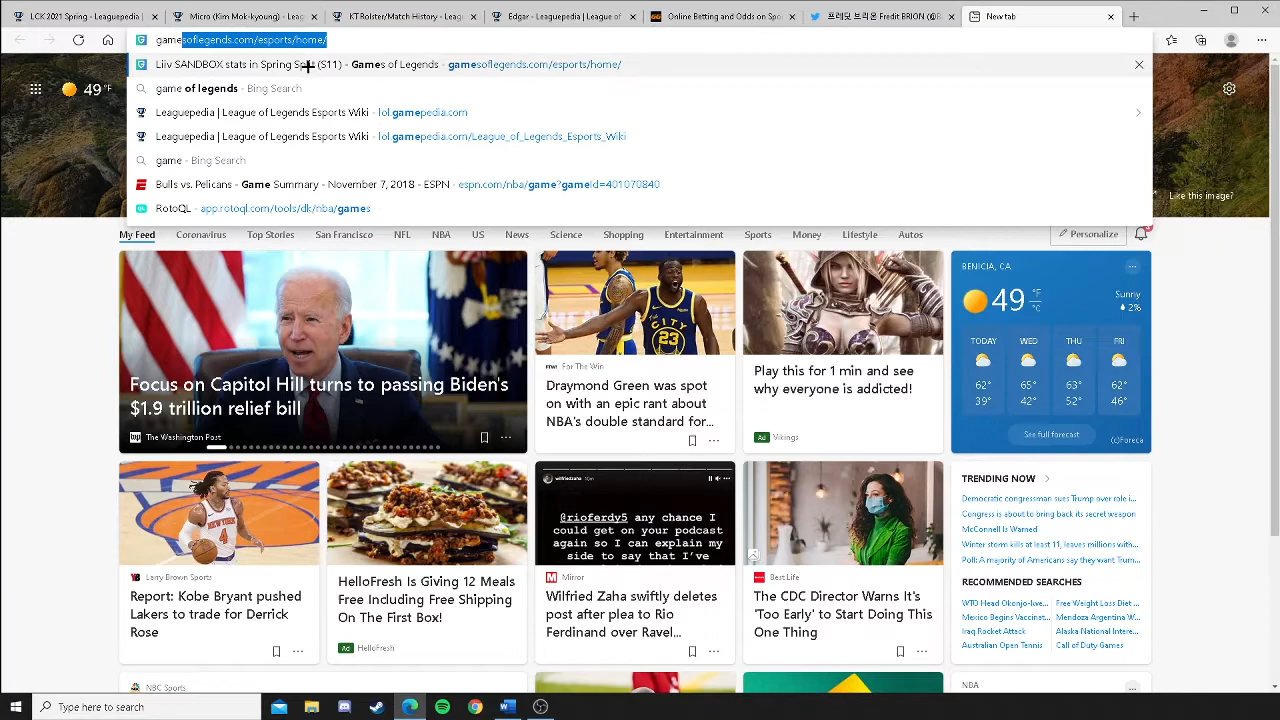 LCK 2021 Spring - Leaguepedia
Micro (Kim Mok-kyoung) - Leag
KT Rolster/Match History - Leagu
Edgar - Leaguepedia | League of
Online Betting and Odds on Spor
프레딧 브리온 Fredit BRION (@B
New tab
gamesoflegends.com/esports/home/
Liiv SANDBOX stats in Spring Split (S11) - Games of Legends - gamesoflegends.com/esports/home/
game of legends - Bing Search
Leaguepedia | League of Legends Esports Wiki - lol.gamepedia.com
Leaguepedia | League of Legends Esports Wiki - lol.gamepedia.com/League_of_Legends_Esports_Wiki
game - Bing Search
Bulls vs. Pelicans - Game Summary - November 7, 2018 - ESPN - espn.com/nba/game?gameId=401070840
RotoQL - app.rotoql.com/tools/dk/nba/games
49 °F
Like this image?
My Feed Coronavirus Top Stories San Francisco NFL NBA US News Science Shopping Entertainment Sports Money Lifestyle Autos
Personalize
Focus on Capitol Hill turns to passing Biden's
$1.9 trillion relief bill
The Washington Post
CITY
23
For The Win
Draymond Green was spot
on with an epic rant about
NBA's double standard for...
Play this for 1 min and see
why everyone is addicted!
Ad Vikings
BENICIA, CA
49 °F
°C
Sunny
2%
TODAY WED THU FRI
62° 65° 63° 62°
39° 42° 52° 46°
See full forecast
(c)Foreca
4
Larry Brown Sports
Report: Kobe Bryant pushed
Lakers to trade for Derrick
Rose
HelloFresh Is Giving 12 Meals
Free Including Free Shipping
On The First Box!
Ad HelloFresh
wilfriedzaha
@rioferdy5 any chance I
could get on your podcast
again so I can explain my
side to say that I've
Mirror
Wilfried Zaha swiftly deletes
post after plea to Rio
Ferdinand over Ravel...
Best Life
The CDC Director Warns It's
'Too Early' to Start Doing This
One Thing
TRENDING NOW
Democratic congressman sues Trump over role i...
Congress is about to bring back its secret weapon
McConnell Is Warned
Winter storm kills at least 11, leaves millions with...
Poll: A majority of Americans say they want Trum...
RECOMMENDED SEARCHES
WTO Head Okonjo-Iwe... Free Weight Loss Diet ...
Mexico Begins Vaccinat... Mendoza Argentina W...
Iraq Rocket Attack Alaska National Intere...
Australian Open Tennis Call of Duty Games
NBC Sports
NBA
Type here to search